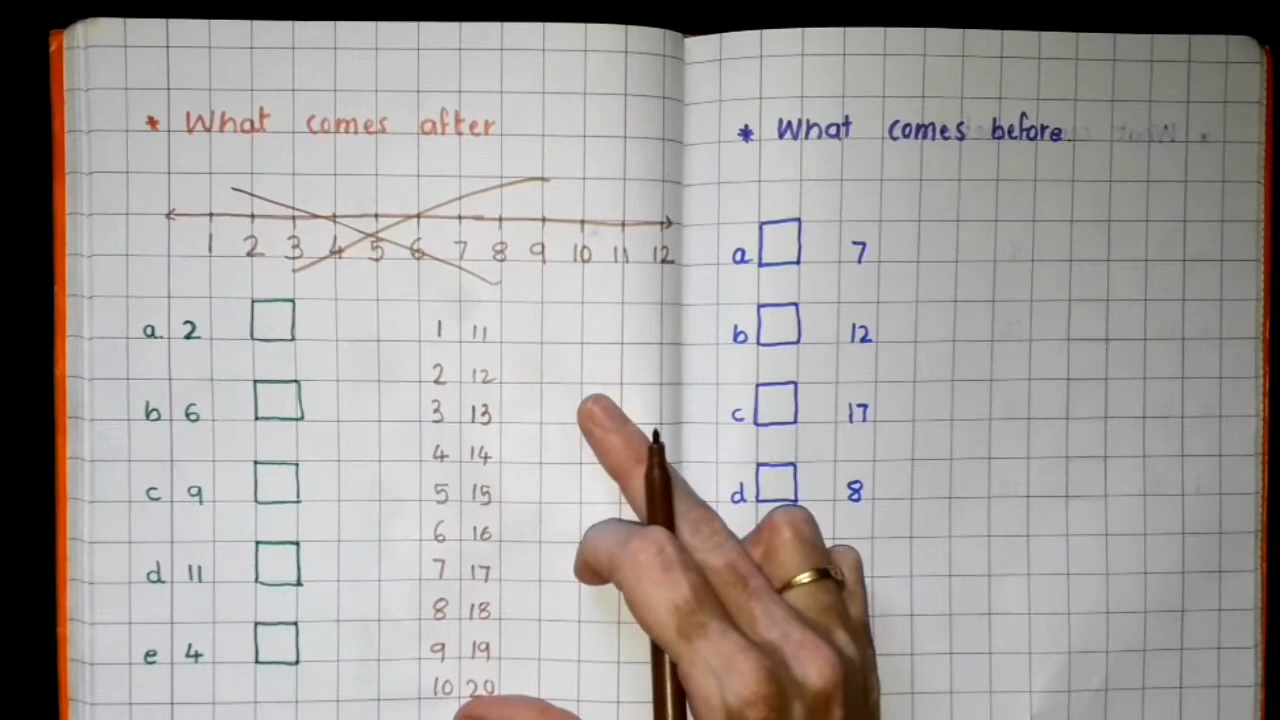 * What comes after
1 2 3 4 5 6 7 8 9 10 11 12
a. 2
b 6
c 9
d 11
e 4
1 11
2 12
3 13
4 14
5 15
6 16
7 17
8 18
9 19
10 20
* What comes before.
a 7
b 12
c 17
d 8